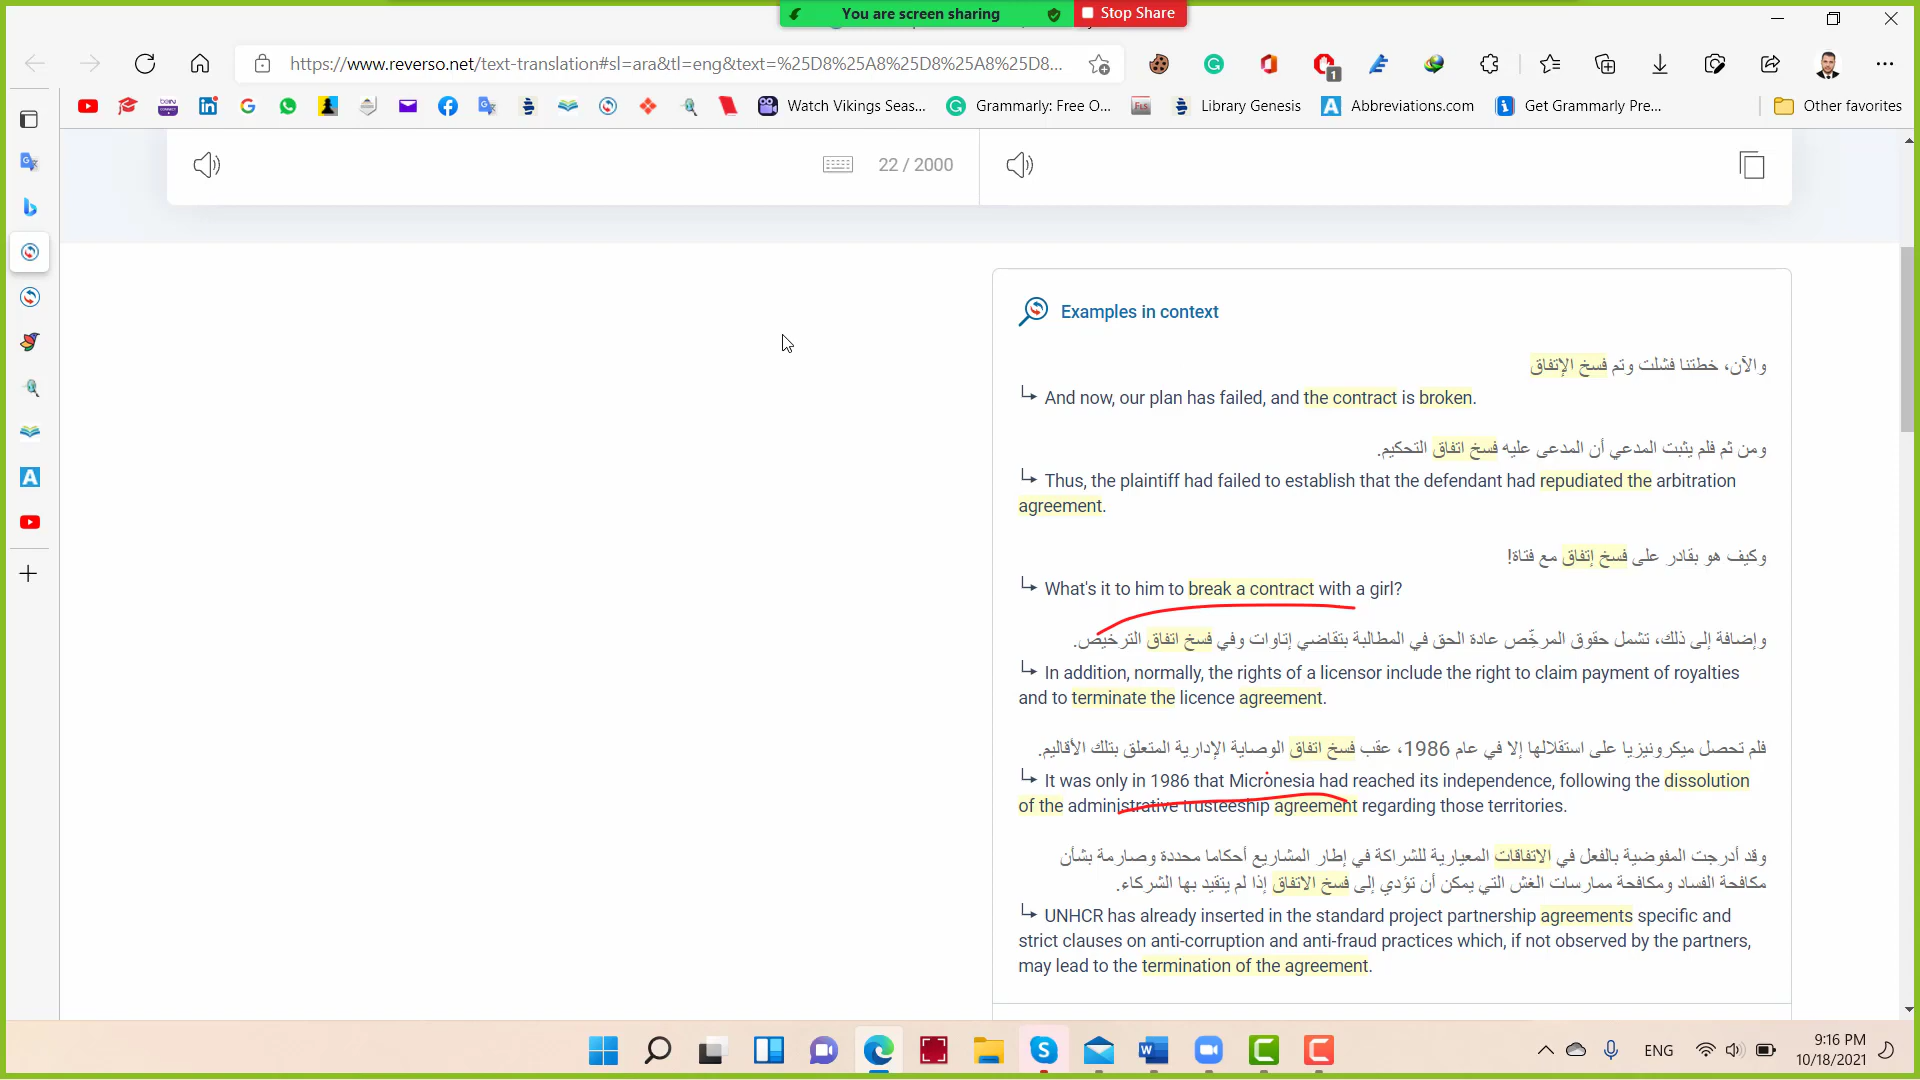 You are screen sharing
Stop Share
https://www.reverso.net/text-translation#sl=ara&tl=eng&text=%25D8%25A8%25D8%25A8%25D8...
1
Watch Vikings Seas...
Grammarly: Free O...
Library Genesis
Abbreviations.com
Get Grammarly Pre...
Other favorites
22 / 2000
Examples in context
والآن، خطتنا فشلت وتم فسخ الإتفاق
And now, our plan has failed, and the contract is broken.
ومن ثم فلم يثبت المدعي أن المدعى عليه فسخ اتفاق التحكيم.
Thus, the plaintiff had failed to establish that the defendant had repudiated the arbitration
agreement.
وكيف هو بقادر على فسخ إتفاق مع فتاة!
What's it to him to break a contract with a girl?
وإضافة إلى ذلك، تشمل حقوق المرخِّص عادة الحق في المطالبة بتقاضي إتاوات وفي فسخ اتفاق الترخيص.
In addition, normally, the rights of a licensor include the right to claim payment of royalties
and to terminate the licence agreement.
فلم تحصل ميكرونيزيا على استقلالها إلا في عام 1986، عقب فسخ اتفاق الوصاية الإدارية المتعلق بتلك الأقاليم.
It was only in 1986 that Micronesia had reached its independence, following the dissolution
of the administrative trusteeship agreement regarding those territories.
وقد أدرجت المفوضية بالفعل في الاتفاقات المعيارية للشراكة في إطار المشاريع أحكاما محددة وصارمة بشأن
مكافحة الفساد ومكافحة ممارسات الغش التي يمكن أن تؤدي إلى فسخ الاتفاق إذا لم يتقيد بها الشركاء.
UNHCR has already inserted in the standard project partnership agreements specific and
strict clauses on anti-corruption and anti-fraud practices which, if not observed by the partners,
may lead to the termination of the agreement.
ENG
9:16 PM
10/18/2021